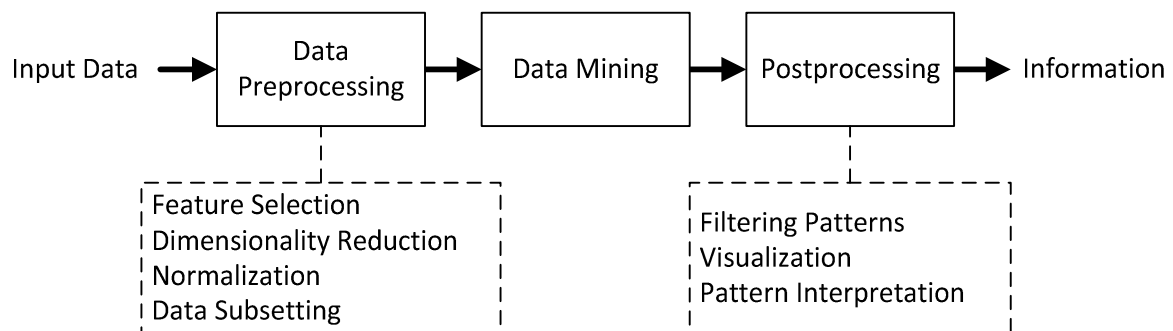 Input Data
Data
Preprocessing
Data Mining
Postprocessing
Information
Feature Selection
Dimensionality Reduction
Normalization
Data Subsetting
Filtering Patterns
Visualization
Pattern Interpretation